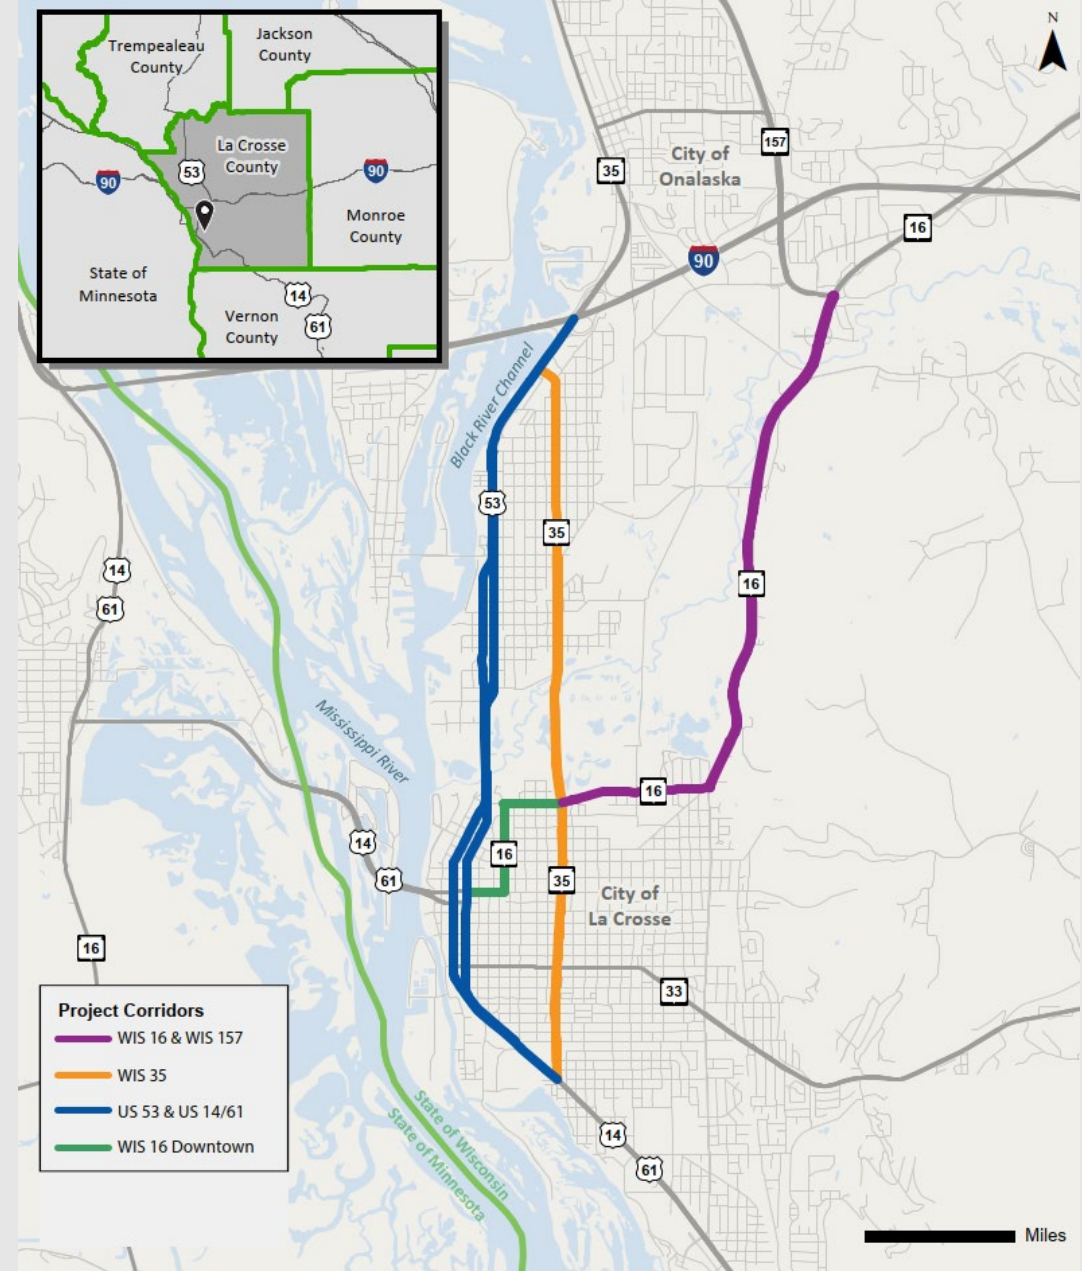 Trempealeau
County
Jackson
County
La Crosse
County
53
90
90
Monroe
County
State of
Minnesota
14
Vernon
County
61
N
157
City of
Onalaska
35
16
90
Black River Channel
53
35
14
16
61
Mississippi River
16
14
16
61
35
City of
La Crosse
16
33
Project Corridors
WIS 16 & WIS 157
WIS 35
US 53 & US 14/61
WIS 16 Downtown
State of Wisconsin
State of Minnesota
14
61
Miles